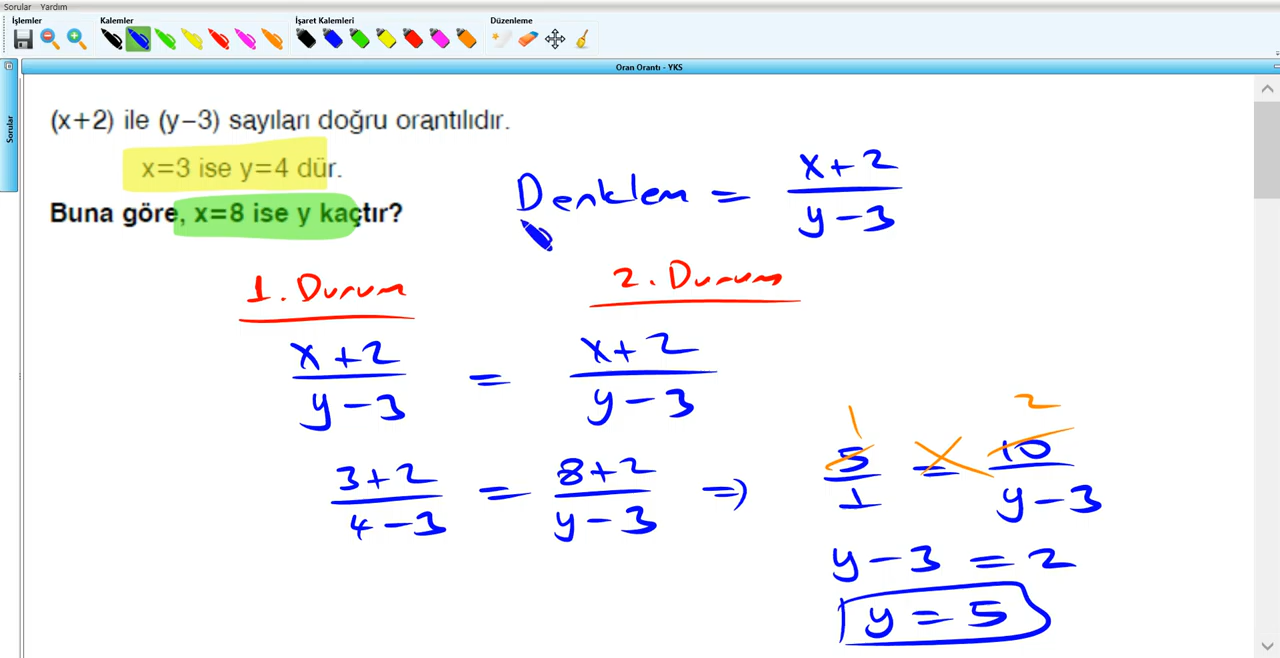 Sorular Yardım
İşlemler Kalemler İşaret Kalemleri Düzenleme
Oran Orantı - YKS
Sorular
(x+2) ile (y−3) sayıları doğru orantılıdır.
x=3 ise y=4 dür.
Buna göre, x=8 ise y kaçtır?
Denklem = x+2 / y−3
1. Durum 2. Durum
x+2 / y−3 = x+2 / y−3
3+2 / 4−3 = 8+2 / y−3 ⇒ 5 / 1 = 10 / y−3
1 2
y−3 = 2
y = 5